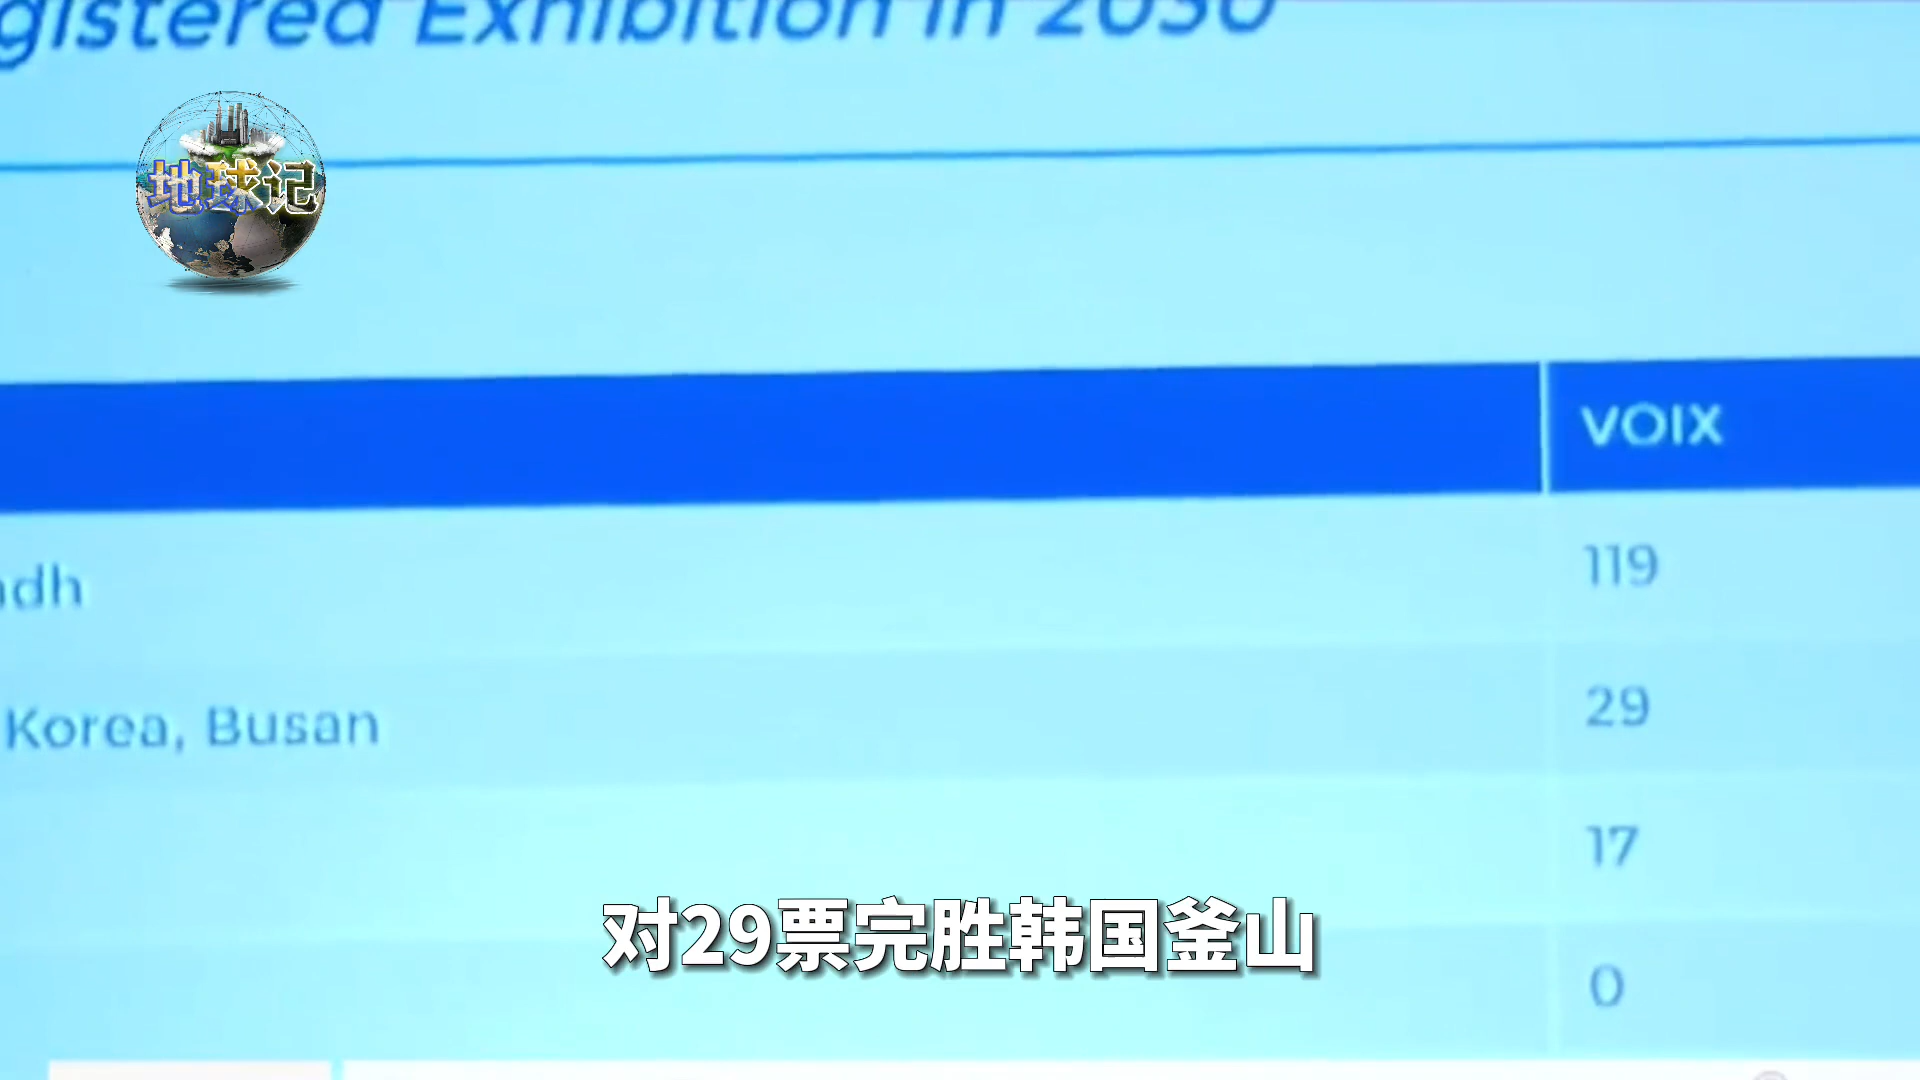 gistered Exhibition in 2030
地球记
VOIX
adh
119
Korea, Busan
29
17
对29票完胜韩国釜山
0